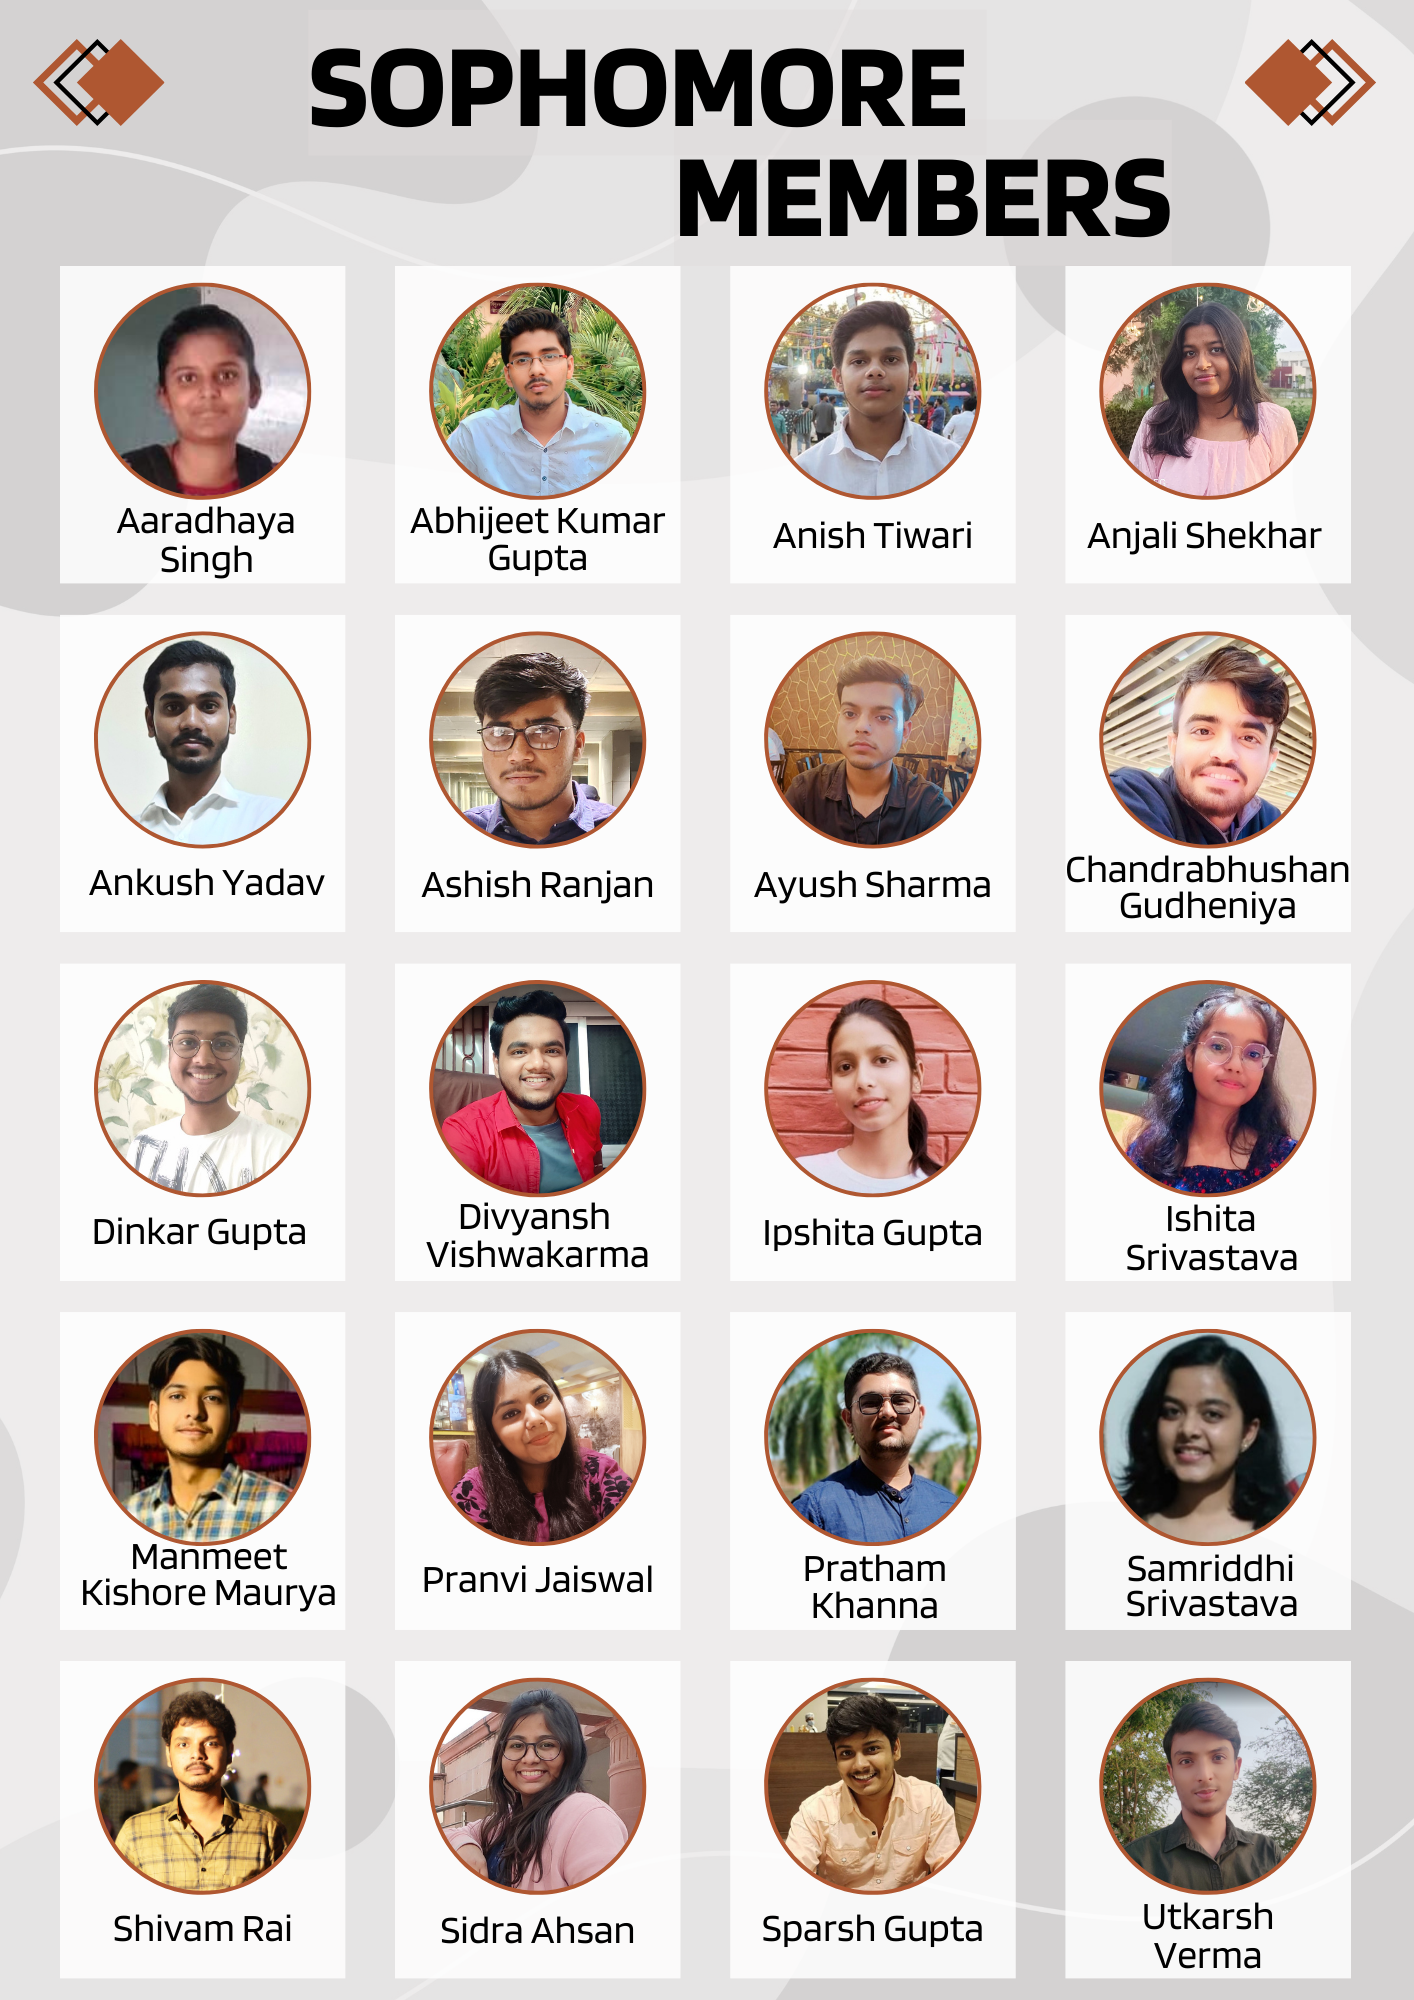 SOPHOMORE
MEMBERS
Aaradhaya
Singh
Abhijeet Kumar
Gupta
Anish Tiwari
Anjali Shekhar
Ankush Yadav
Ashish Ranjan
Ayush Sharma
Chandrabhushan
Gudheniya
Dinkar Gupta
Divyansh
Vishwakarma
Ipshita Gupta
Ishita
Srivastava
Manmeet
Kishore Maurya
Pranvi Jaiswal
Pratham
Khanna
Samriddhi
Srivastava
Shivam Rai
Sidra Ahsan
Sparsh Gupta
Utkarsh
Verma